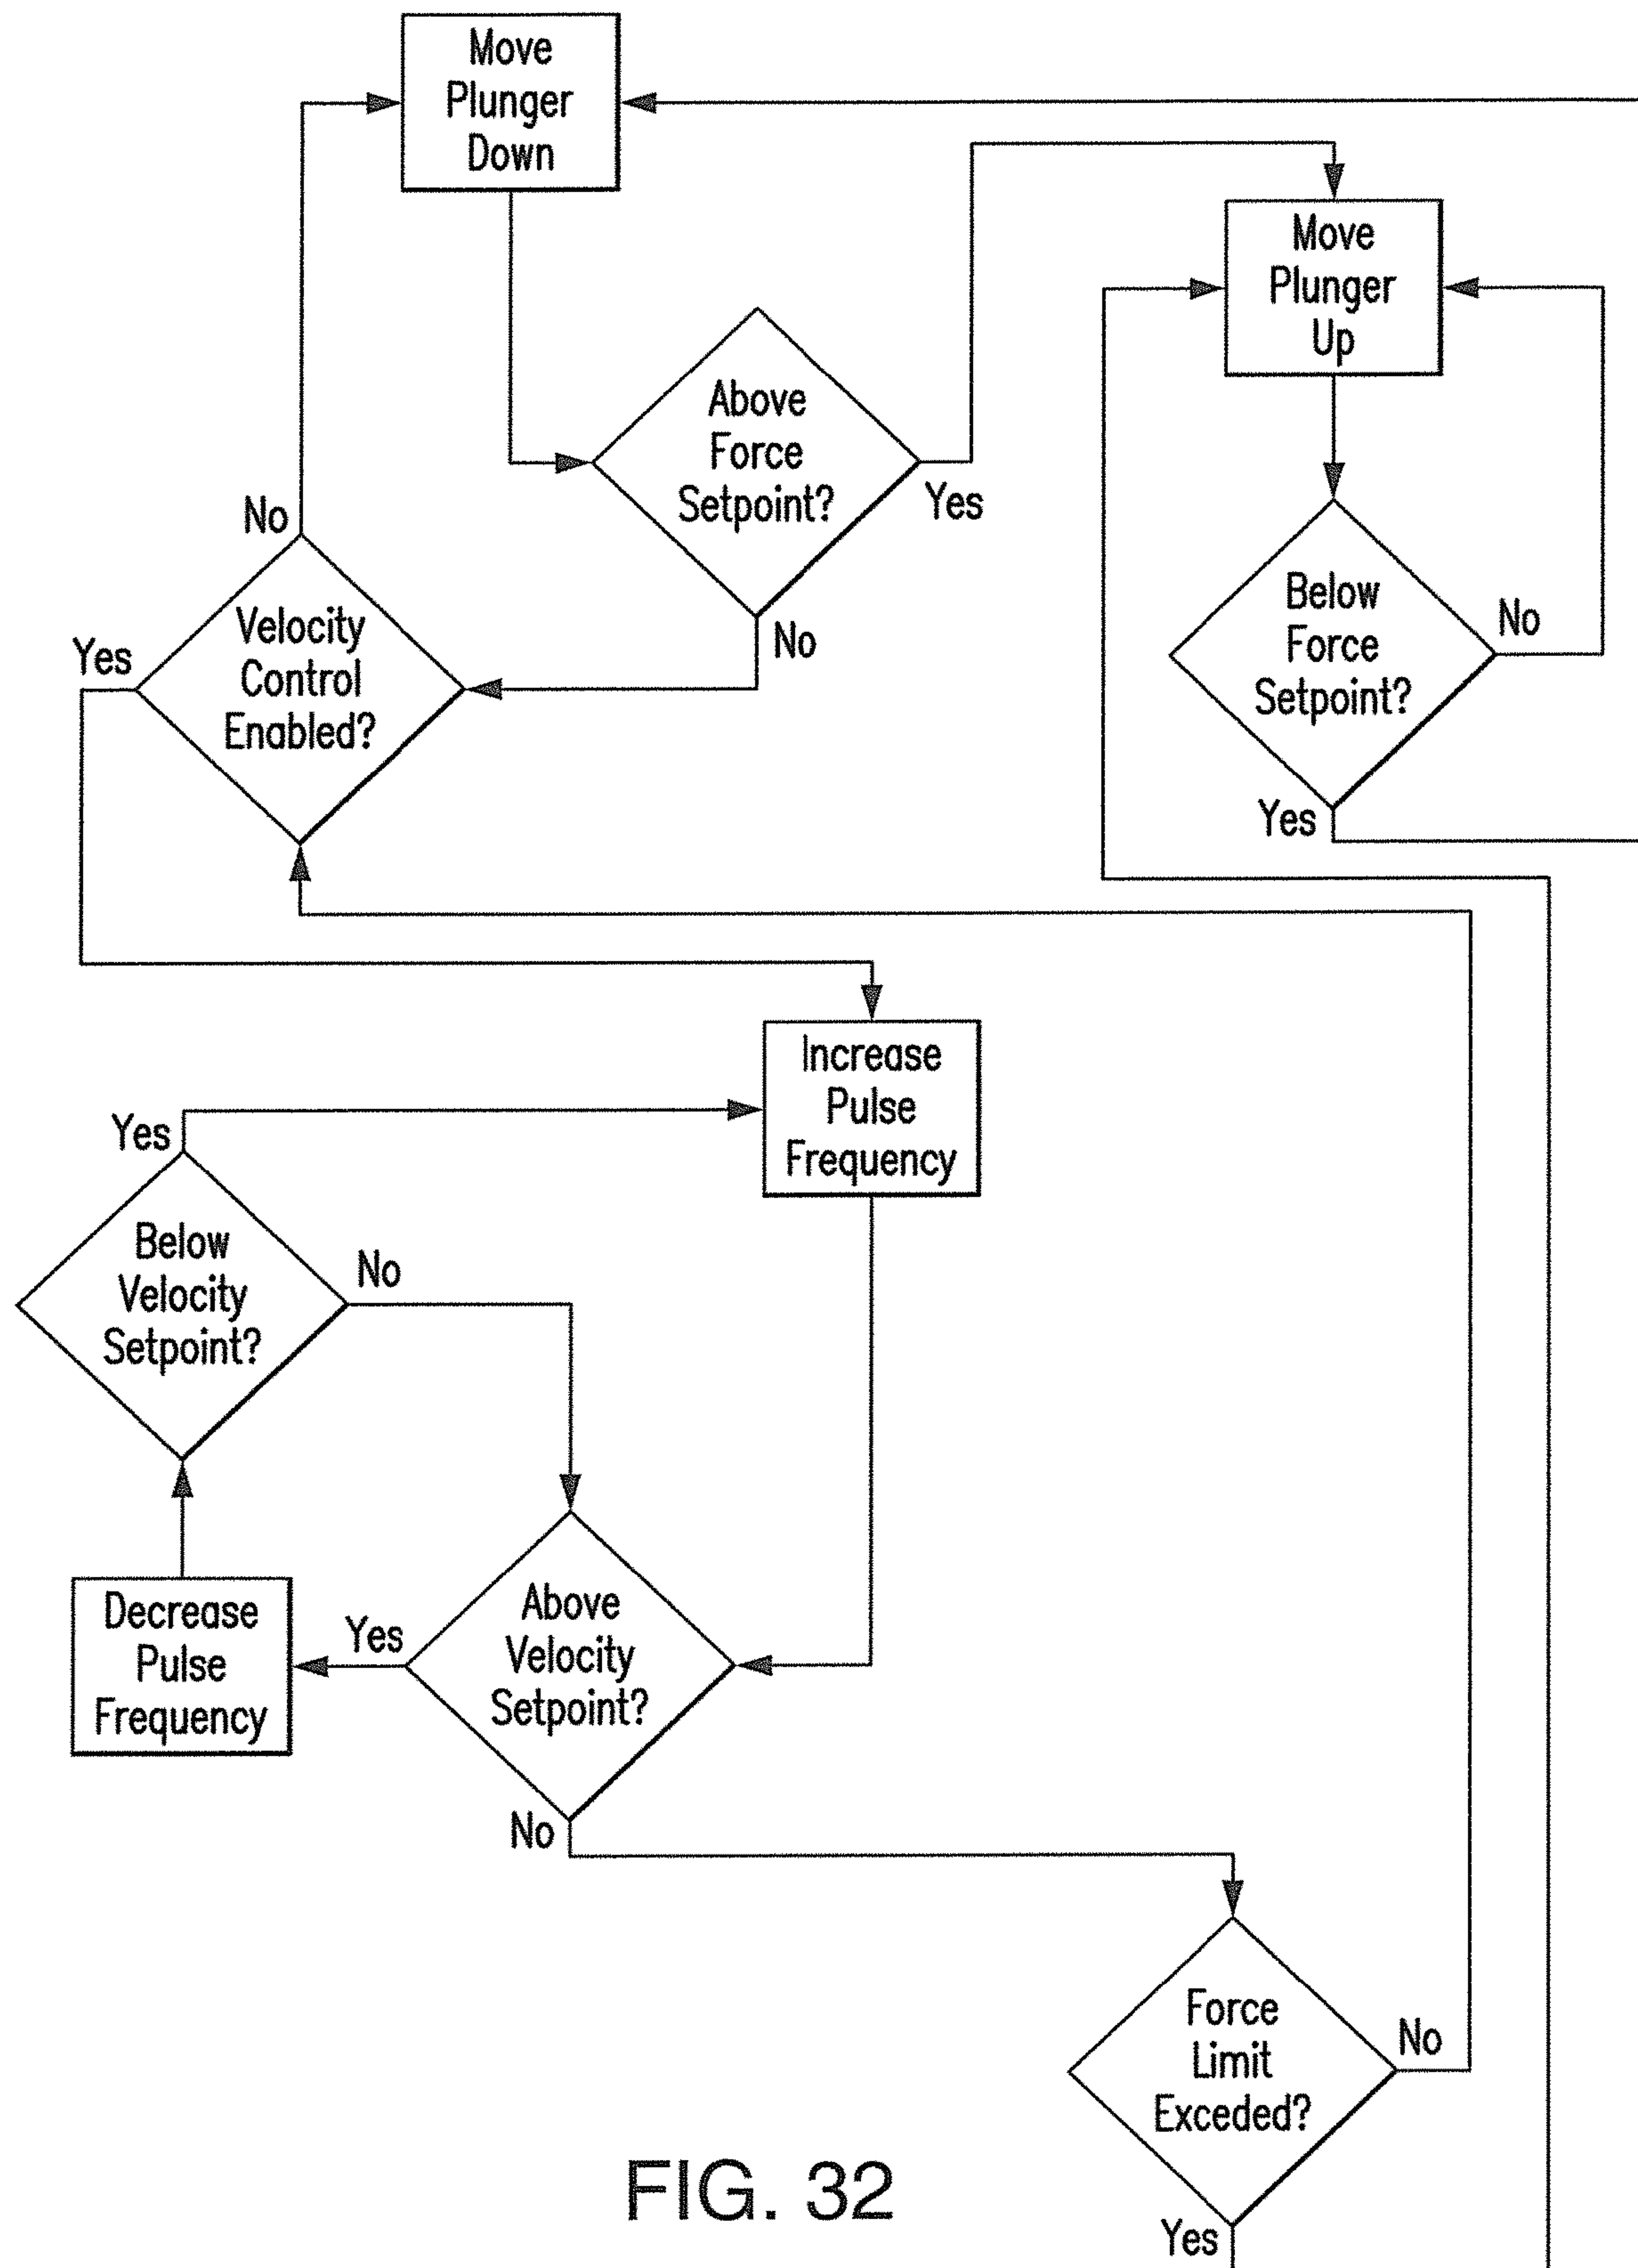 Move
Plunger
Down
Move
Plunger
Up
Above
Force
Setpoint?
Yes
No
No
Velocity
Control
Enabled?
Yes
Below
Force
Setpoint?
No
Yes
Increase
Pulse
Frequency
Yes
Below
Velocity
Setpoint?
No
Decrease
Pulse
Frequency
Yes
Above
Velocity
Setpoint?
No
Force
Limit
Exceded?
No
Yes
FIG. 32